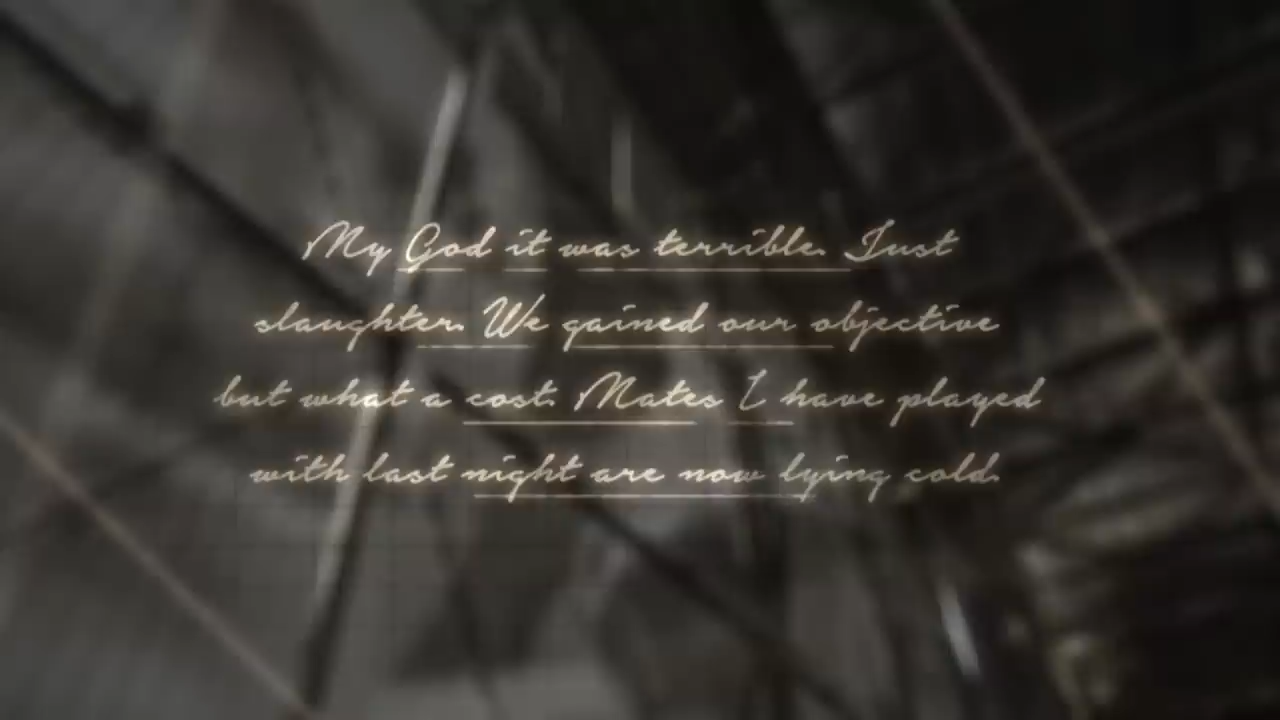 My God it was terrible. Just
slaughter. We gained our objective
but what a cost. Mates I have played
with last night are now lying cold.